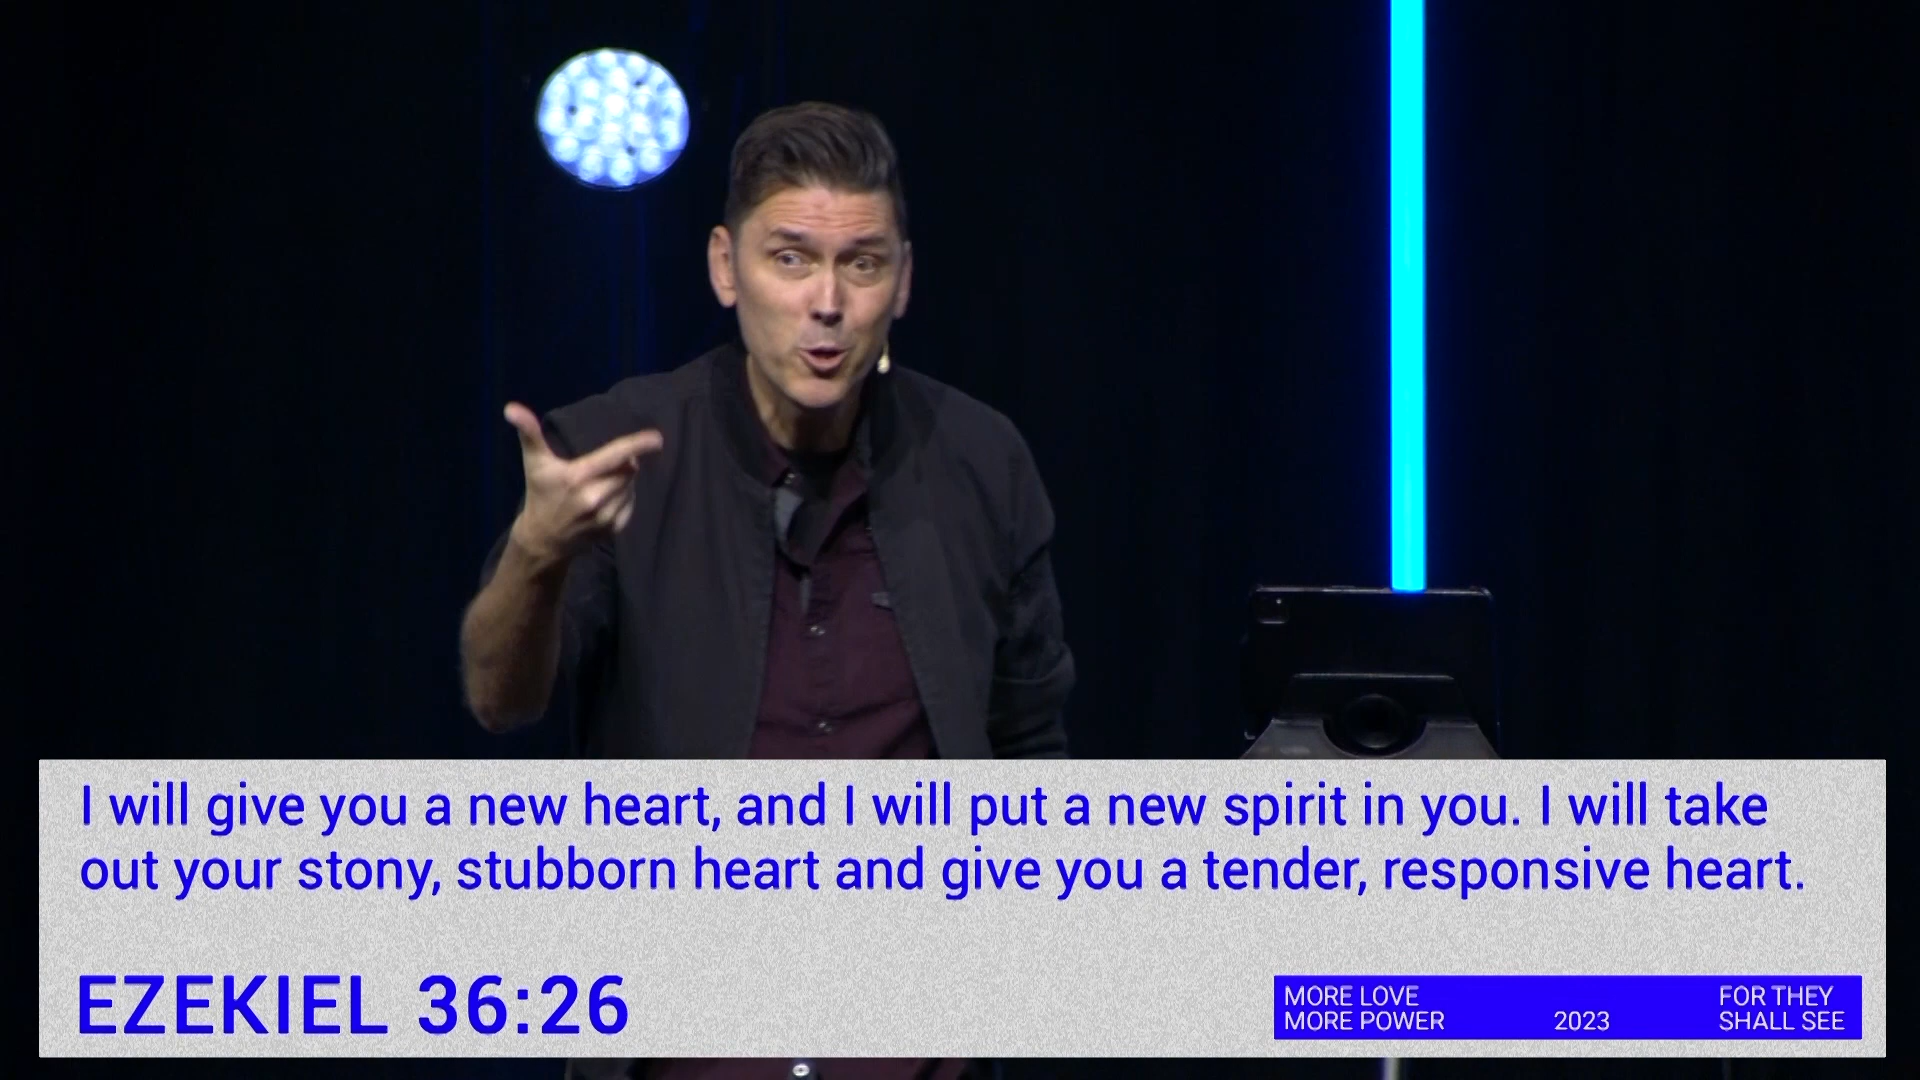 I will give you a new heart, and I will put a new spirit in you. I will take
out your stony, stubborn heart and give you a tender, responsive heart.
EZEKIEL 36:26
MORE LOVE
MORE POWER
2023
FOR THEY
SHALL SEE